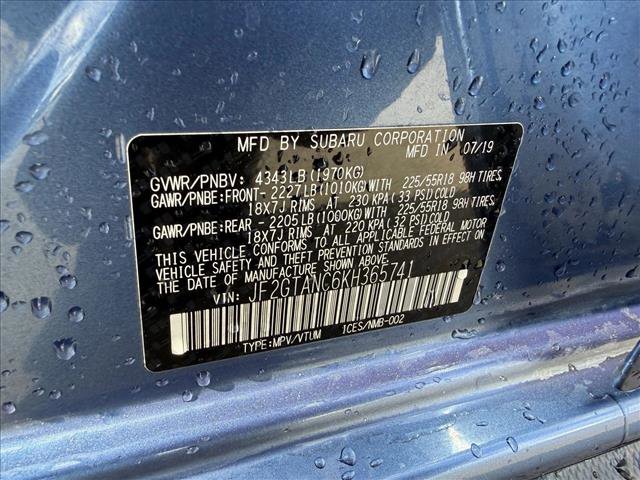 MFD BY SUBARU CORPORATION
GVWR/PNBV: 4343LB(1970KG) MFD IN 07/19
GAWR/PNBE:FRONT- 2227LB(1010KG)WITH 225/55R18 98H TIRES
18X7J RIMS AT 230 KPA(33 PSI)COLD
GAWR/PNBE:REAR - 2205LB(1000KG)WITH 225/55R18 98H TIRES
18X7J RIMS AT 220 KPA(32 PSI)COLD
THIS VEHICLE CONFORMS TO ALL APPLICABLE FEDERAL MOTOR
VEHICLE SAFETY AND THEFT PREVENTION STANDARDS IN EFFECT ON
THE DATE OF MANUFACTURE SHOWN ABOVE.
VIN: JF2GTANC6KH365741
TYPE:MPV/VTUM 1CES/NMB-002